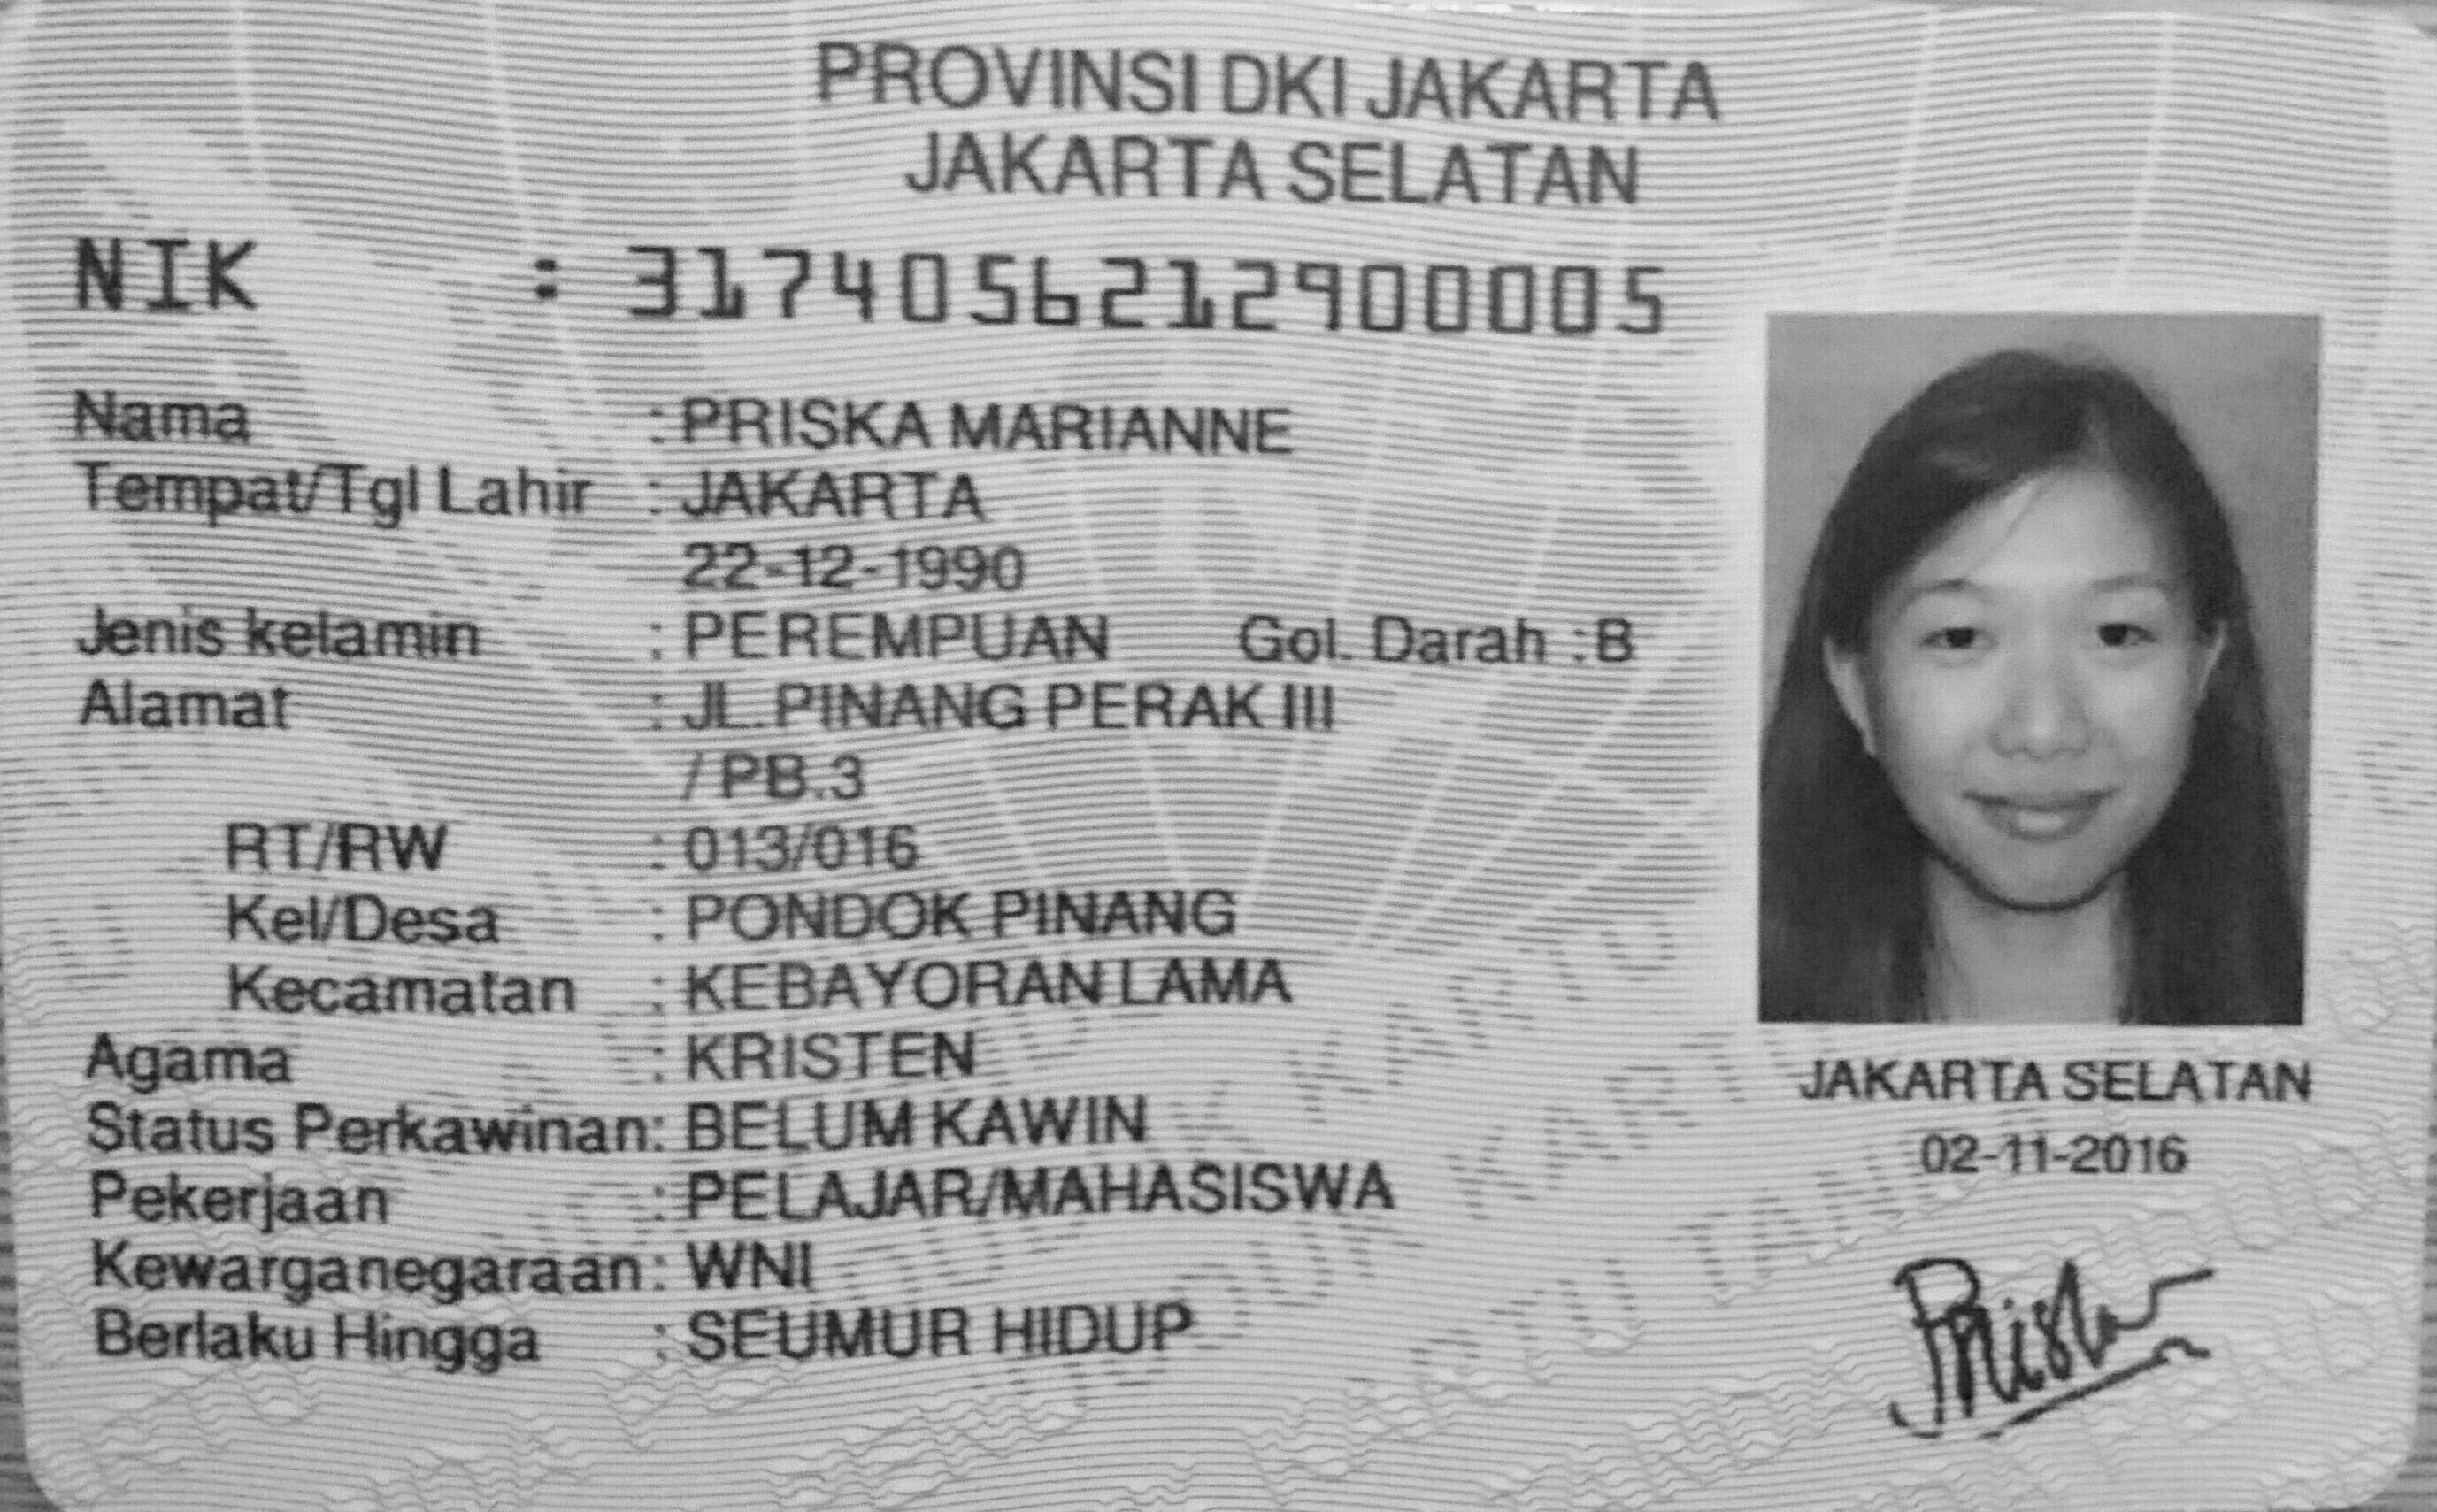 PROVINSI DKI JAKARTA
JAKARTA SELATAN
NIK : 3174056212900005
Nama : PRISKA MARIANNE
Tempat/Tgl Lahir : JAKARTA
22-12-1990
Jenis kelamin : PEREMPUAN Gol. Darah : B
Alamat : JL.PINANG PERAK III
/ PB.3
RT/RW : 013/016
Kel/Desa : PONDOK PINANG
Kecamatan : KEBAYORAN LAMA
Agama : KRISTEN
Status Perkawinan: BELUM KAWIN
Pekerjaan : PELAJAR/MAHASISWA
Kewarganegaraan: WNI
Berlaku Hingga : SEUMUR HIDUP
JAKARTA SELATAN
02-11-2016
Priska